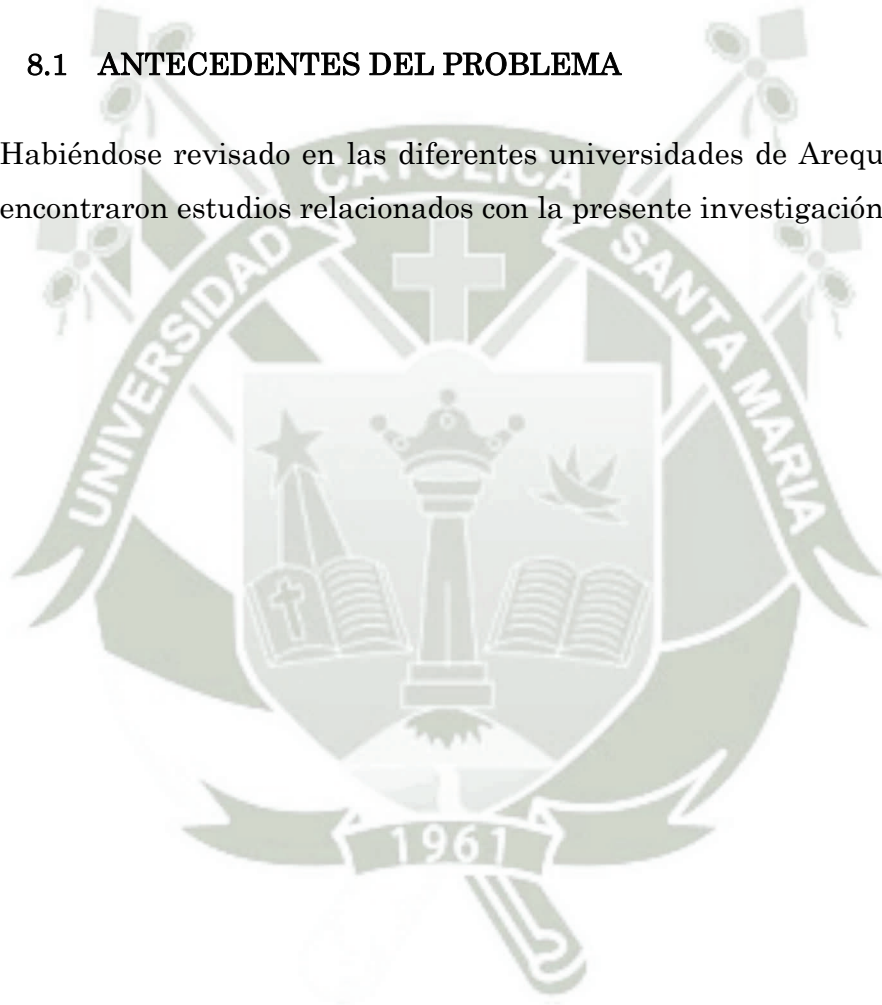 8.1 ANTECEDENTES DEL PROBLEMA
Habiéndose revisado en las diferentes universidades de Arequ
encontraron estudios relacionados con la presente investigación
UNIVERSIDAD CATOLICA SANTA MARIA
1961